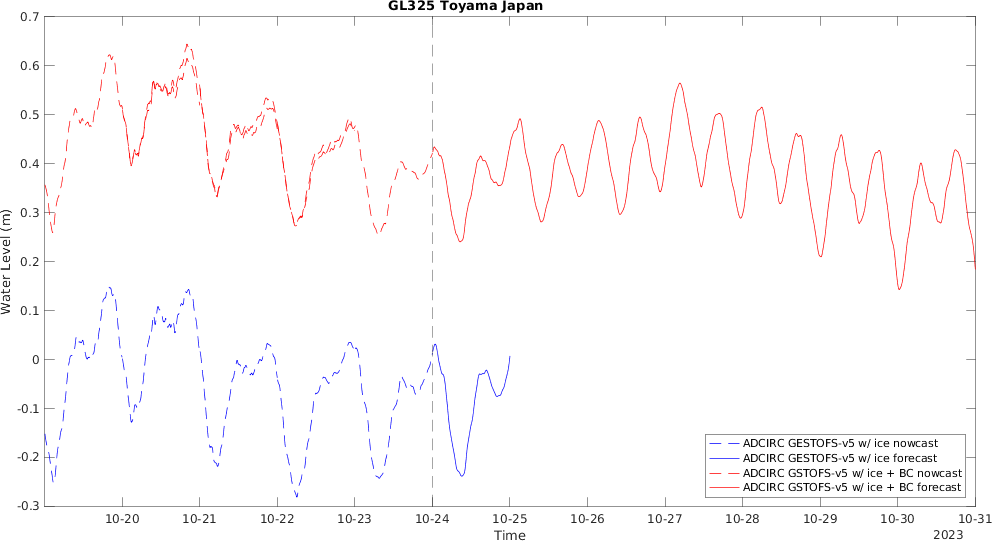 GL325 Toyama Japan
0.7
0.6
0.5
0.4
0.3
0.2
0.1
0
-0.1
-0.2
-0.3
Water Level (m)
ADCIRC GESTOFS-v5 w/ ice nowcast
ADCIRC GESTOFS-v5 w/ ice forecast
ADCIRC GSTOFS-v5 w/ ice + BC nowcast
ADCIRC GSTOFS-v5 w/ ice + BC forecast
10-20 10-21 10-22 10-23 10-24 10-25 10-26 10-27 10-28 10-29 10-30 10-31
Time
2023